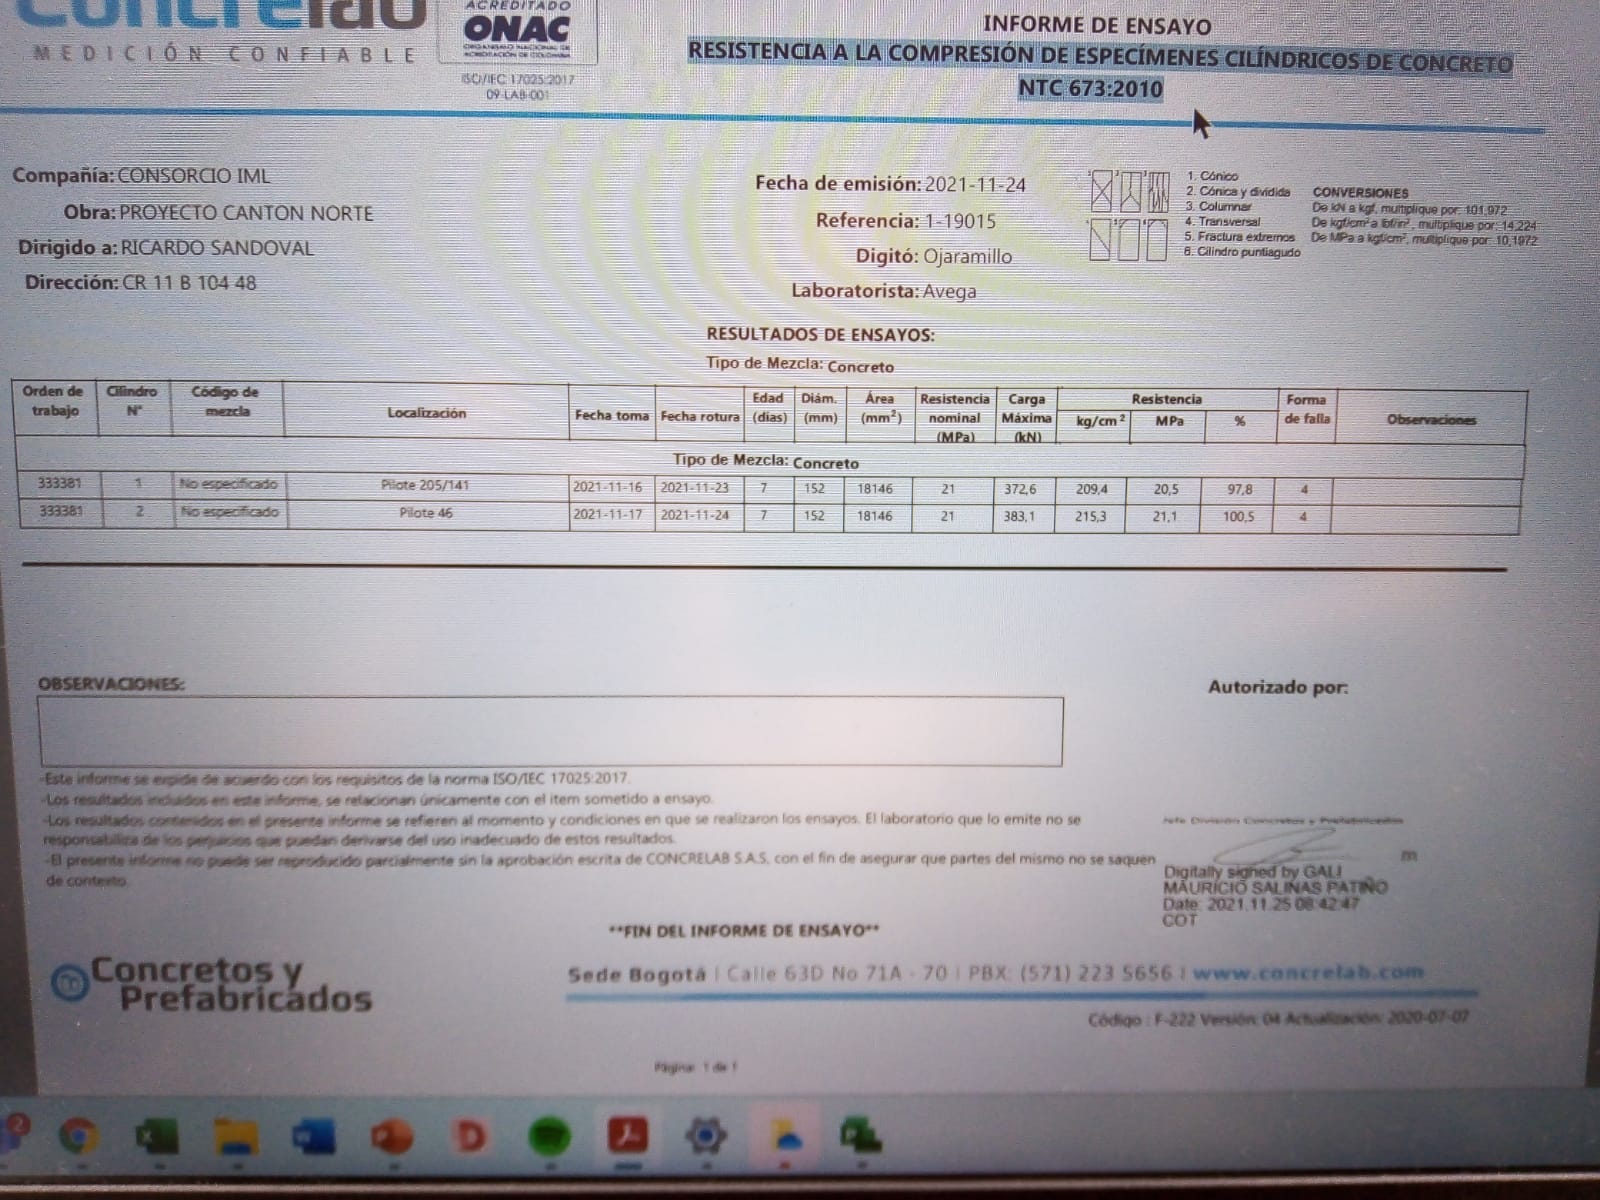 Concrelab
MEDICIÓN CONFIABLE
ACREDITADO
ONAC
ORGANISMO NACIONAL DE
ACREDITACIÓN DE COLOMBIA
ISO/IEC 17025:2017
09-LAB-001
INFORME DE ENSAYO
RESISTENCIA A LA COMPRESIÓN DE ESPECÍMENES CILÍNDRICOS DE CONCRETO
NTC 673:2010
Compañía: CONSORCIO IML
Obra: PROYECTO CANTON NORTE
Dirigido a: RICARDO SANDOVAL
Dirección: CR 11 B 104 48
Fecha de emisión: 2021-11-24
Referencia: 1-19015
Digitó: Ojaramillo
Laboratorista: Avega
1. Cónico
2. Cónica y dividida
3. Columnar
4. Transversal
5. Fractura extremos
6. Cilindro puntiagudo
CONVERSIONES
De kN a kgf, multiplique por: 101,972
De kgf/cm² a lbf/in², multiplique por: 14,224
De MPa a kgf/cm², multiplique por: 10,1972
RESULTADOS DE ENSAYOS:
Tipo de Mezcla: Concreto
Orden de trabajo Cilindro N° Código de mezcla Localización Fecha toma Fecha rotura Edad (días) Diám. (mm) Área (mm²) Resistencia nominal (MPa) Carga Máxima (kN) Resistencia kg/cm² MPa % Forma de falla Observaciones
Tipo de Mezcla: Concreto
333381 1 No especificado Pilote 205/141 2021-11-16 2021-11-23 7 152 18146 21 372,6 209,4 20,5 97,8 4
333381 2 No especificado Pilote 46 2021-11-17 2021-11-24 7 152 18146 21 383,1 215,3 21,1 100,5 4
OBSERVACIONES:
Autorizado por:
-Este informe se expide de acuerdo con los requisitos de la norma ISO/IEC 17025:2017.
-Los resultados incluidos en este informe, se relacionan únicamente con el item sometido a ensayo.
-Los resultados contenidos en el presente informe se refieren al momento y condiciones en que se realizaron los ensayos. El laboratorio que lo emite no se
responsabiliza de los perjuicios que puedan derivarse del uso inadecuado de estos resultados.
-El presente informe no puede ser reproducido parcialmente sin la aprobación escrita de CONCRELAB S.A.S, con el fin de asegurar que partes del mismo no se saquen
de contexto.
Jefe División Concretos y Prefabricados
m
Digitally signed by GALI
MAURICIO SALINAS PATIÑO
Date: 2021.11.25 08:42:47
COT
**FIN DEL INFORME DE ENSAYO**
Concretos y
Prefabricados
Sede Bogotá | Calle 63D No 71A - 70 | PBX: (571) 223 5656 | www.concrelab.com
Código : F-222 Versión: 04 Actualización: 2020-07-07
Página: 1 de 1
2